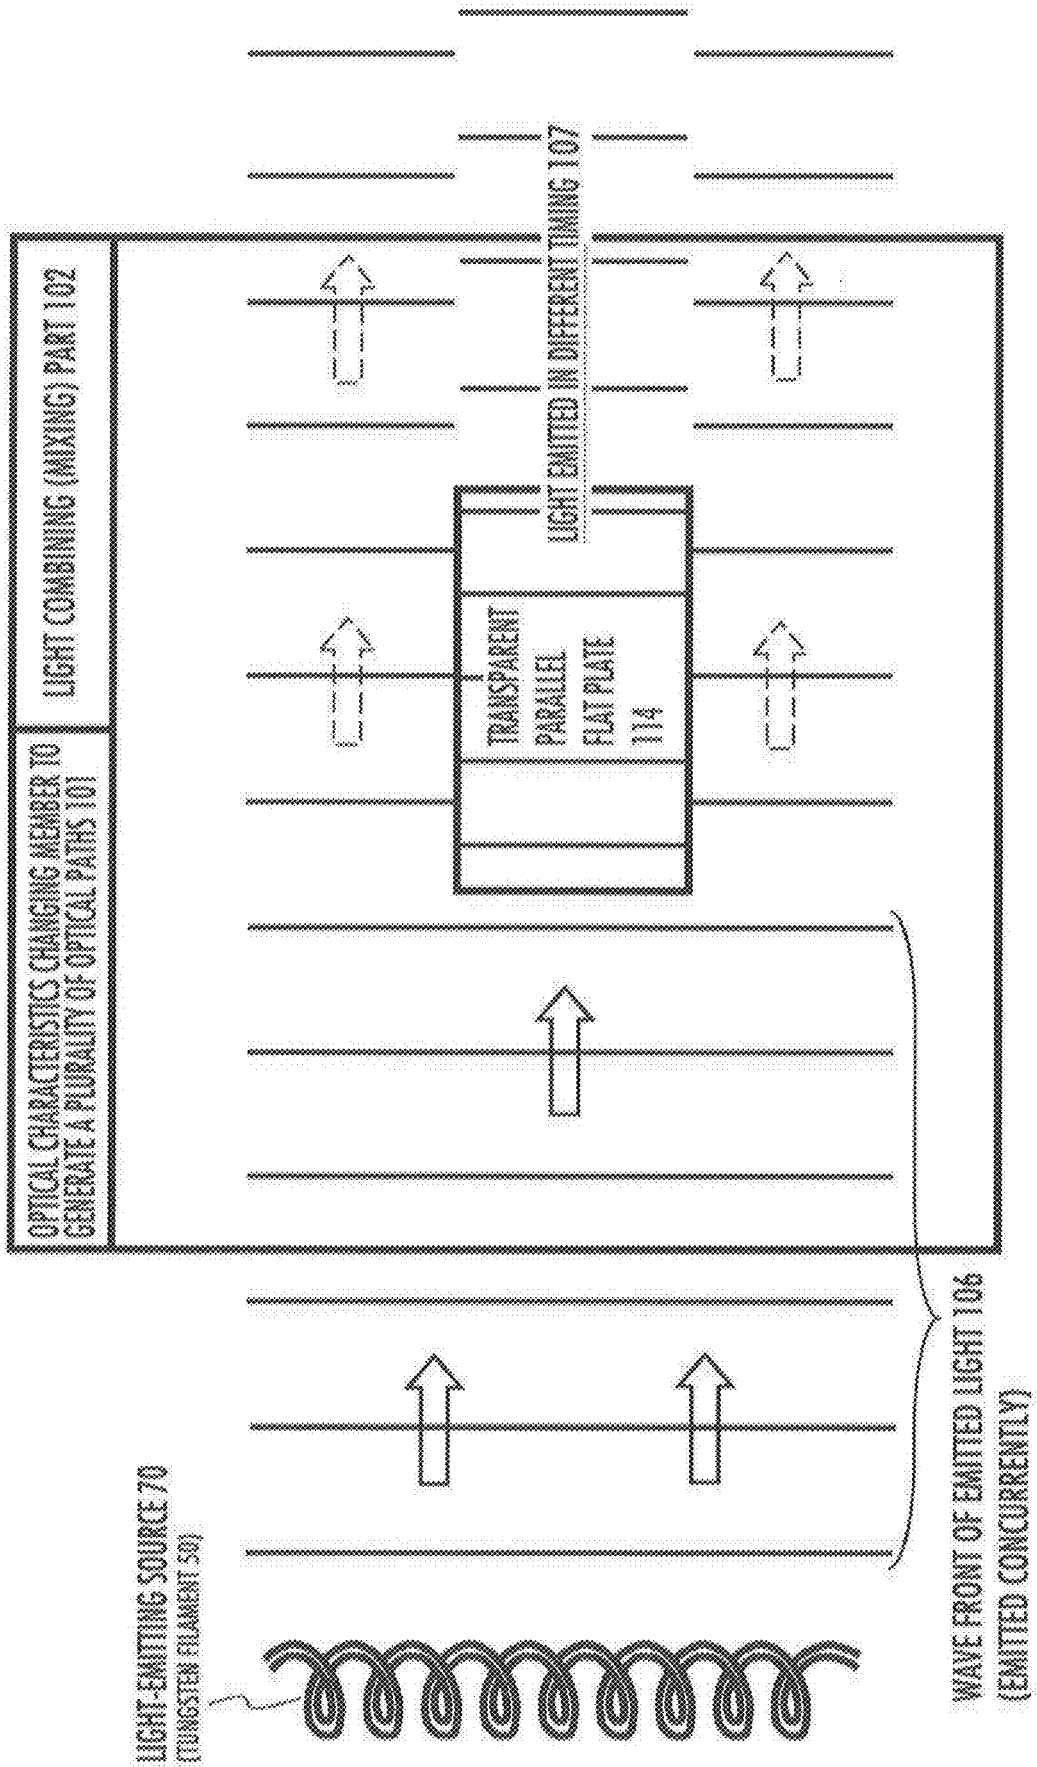 LIGHT-EMITTING SOURCE 70
(TUNGSTEN FILAMENT 50)
OPTICAL CHARACTERISTICS CHANGING MEMBER TO
GENERATE A PLURALITY OF OPTICAL PATHS 101
LIGHT COMBINING (MIXING) PART 102
TRANSPARENT
PARALLEL
FLAT PLATE
114
LIGHT EMITTED IN DIFFERENT TIMING 107
WAVE FRONT OF EMITTED LIGHT 106
(EMITTED CONCURRENTLY)